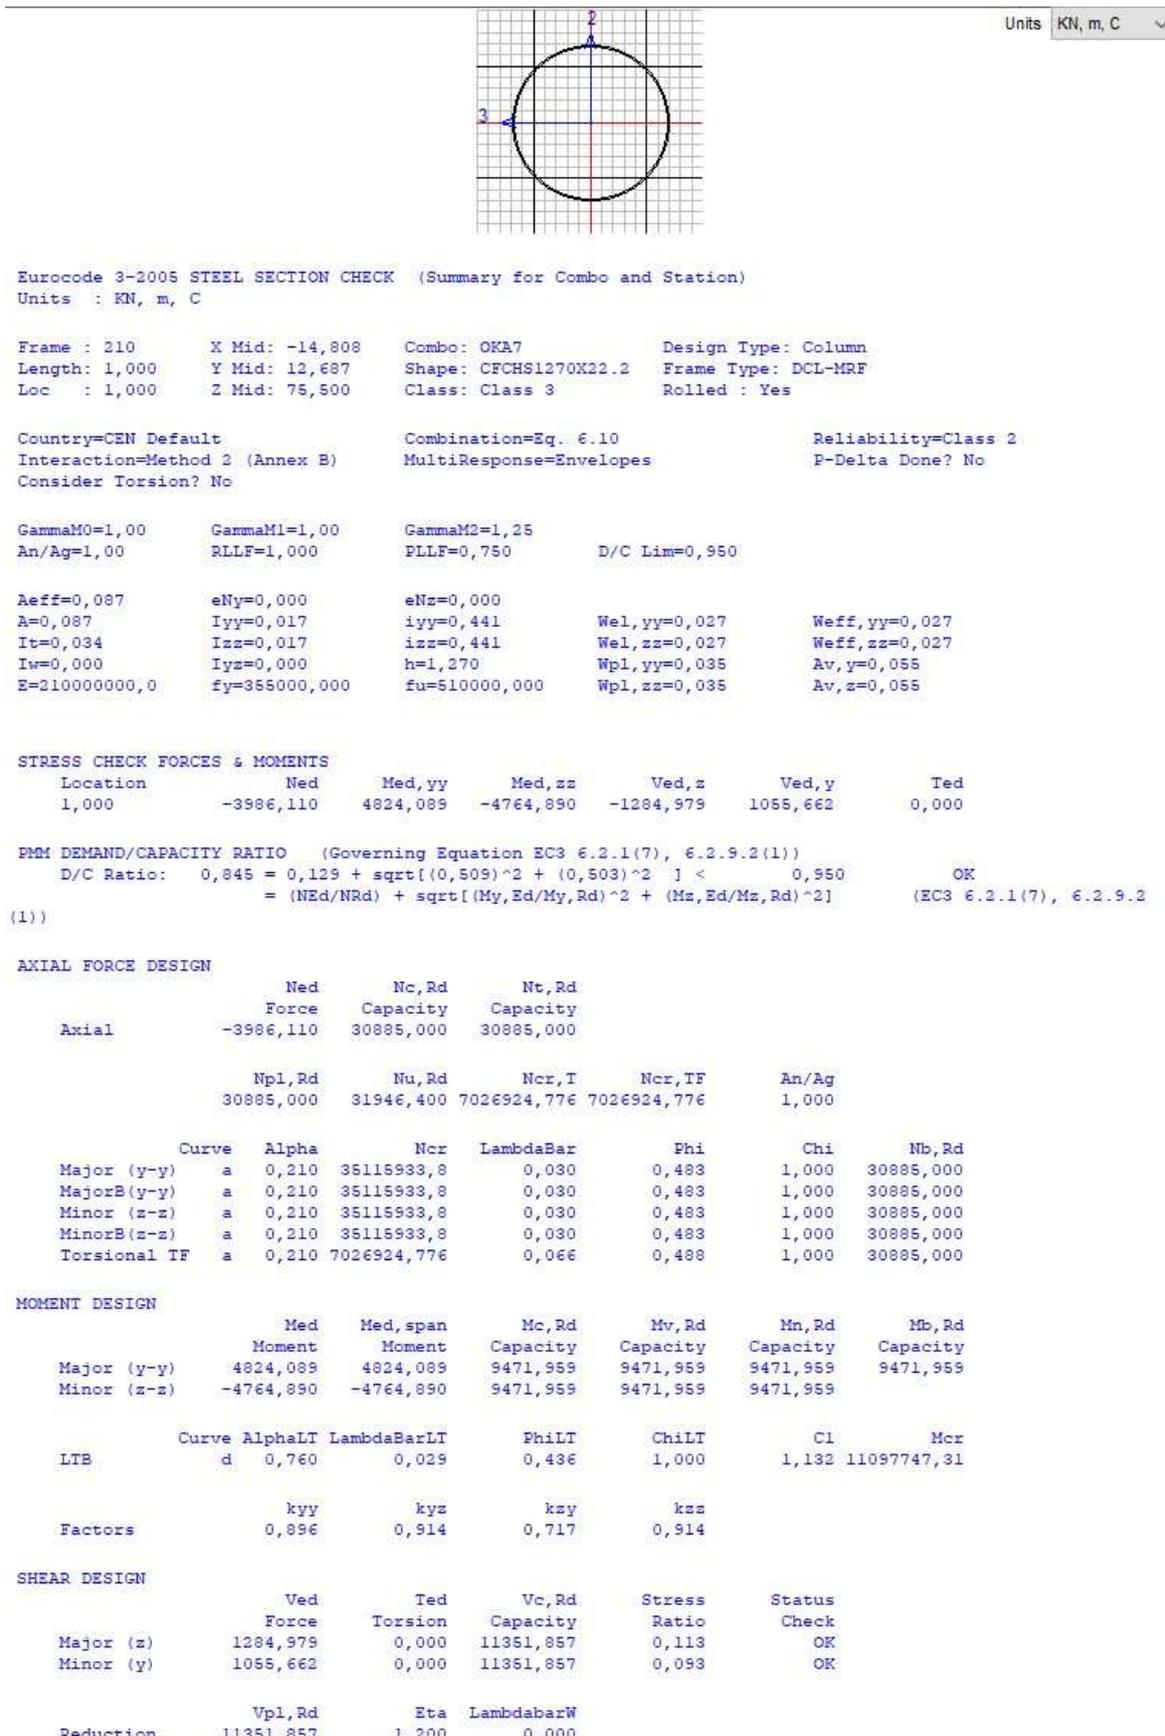 2
Units KN, m, C
3
Eurocode 3-2005 STEEL SECTION CHECK (Summary for Combo and Station)
Units : KN, m, C
Frame : 210 X Mid: -14,808 Combo: OKA7 Design Type: Column
Length: 1,000 Y Mid: 12,687 Shape: CFCHS1270X22.2 Frame Type: DCL-MRF
Loc : 1,000 Z Mid: 75,500 Class: Class 3 Rolled : Yes
Country=CEN Default Combination=Eq. 6.10 Reliability=Class 2
Interaction=Method 2 (Annex B) MultiResponse=Envelopes P-Delta Done? No
Consider Torsion? No
GammaM0=1,00 GammaM1=1,00 GammaM2=1,25
An/Ag=1,00 RLLF=1,000 PLLF=0,750 D/C Lim=0,950
Aeff=0,087 eNy=0,000 eNz=0,000
A=0,087 Iyy=0,017 iyy=0,441 Wel,yy=0,027 Weff,yy=0,027
It=0,034 Izz=0,017 izz=0,441 Wel,zz=0,027 Weff,zz=0,027
Iw=0,000 Iyz=0,000 h=1,270 Wpl,yy=0,035 Av,y=0,055
E=210000000,0 fy=355000,000 fu=510000,000 Wpl,zz=0,035 Av,z=0,055
STRESS CHECK FORCES & MOMENTS
Location Ned Med,yy Med,zz Ved,z Ved,y Ted
1,000 -3986,110 4824,089 -4764,890 -1284,979 1055,662 0,000
PMM DEMAND/CAPACITY RATIO (Governing Equation EC3 6.2.1(7), 6.2.9.2(1))
D/C Ratio: 0,845 = 0,129 + sqrt[(0,509)^2 + (0,503)^2 ] < 0,950 OK
= (NEd/NRd) + sqrt[(My,Ed/My,Rd)^2 + (Mz,Ed/Mz,Rd)^2] (EC3 6.2.1(7), 6.2.9.2
(1))
AXIAL FORCE DESIGN
Ned Nc,Rd Nt,Rd
Force Capacity Capacity
Axial -3986,110 30885,000 30885,000
Npl,Rd Nu,Rd Ncr,T Ncr,TF An/Ag
30885,000 31946,400 7026924,776 7026924,776 1,000
Curve Alpha Ncr LambdaBar Phi Chi Nb,Rd
Major (y-y) a 0,210 35115933,8 0,030 0,483 1,000 30885,000
MajorB(y-y) a 0,210 35115933,8 0,030 0,483 1,000 30885,000
Minor (z-z) a 0,210 35115933,8 0,030 0,483 1,000 30885,000
MinorB(z-z) a 0,210 35115933,8 0,030 0,483 1,000 30885,000
Torsional TF a 0,210 7026924,776 0,066 0,488 1,000 30885,000
MOMENT DESIGN
Med Med,span Mc,Rd Mv,Rd Mn,Rd Mb,Rd
Moment Moment Capacity Capacity Capacity Capacity
Major (y-y) 4824,089 4824,089 9471,959 9471,959 9471,959 9471,959
Minor (z-z) -4764,890 -4764,890 9471,959 9471,959 9471,959
Curve AlphaLT LambdaBarLT PhiLT ChiLT C1 Mcr
LTB d 0,760 0,029 0,436 1,000 1,132 11097747,31
kyy kyz kzy kzz
Factors 0,896 0,914 0,717 0,914
SHEAR DESIGN
Ved Ted Vc,Rd Stress Status
Force Torsion Capacity Ratio Check
Major (z) 1284,979 0,000 11351,857 0,113 OK
Minor (y) 1055,662 0,000 11351,857 0,093 OK
Vpl,Rd Eta LambdabarW
Reduction 11351,857 1,200 0,000